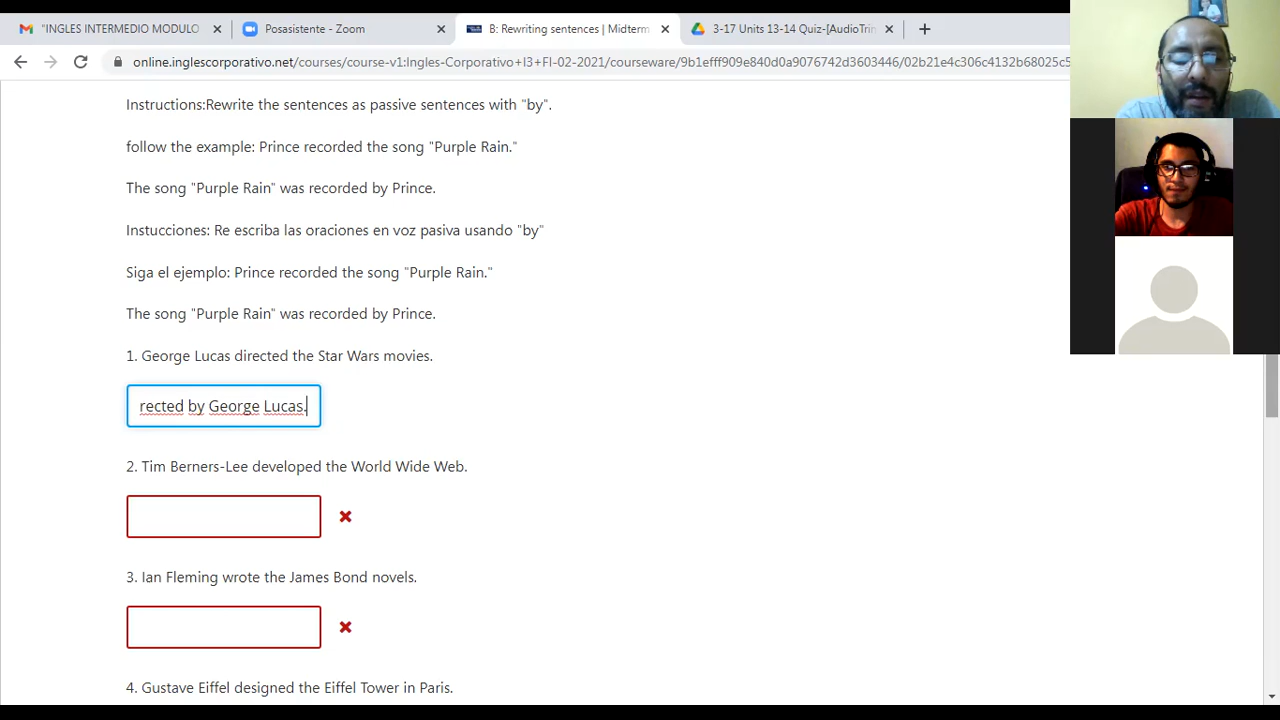 "INGLES INTERMEDIO MODULO
Posasistente - Zoom
B: Rewriting sentences | Midterm
3-17 Units 13-14 Quiz-[AudioTrin
online.inglescorporativo.net/courses/course-v1:Ingles-Corporativo+I3+FI-02-2021/courseware/9b1efff909e840d0a9076742d3603446/02b21e4c306c4132b68025c5
Instructions:Rewrite the sentences as passive sentences with "by".
follow the example: Prince recorded the song "Purple Rain."
The song "Purple Rain" was recorded by Prince.
Instucciones: Re escriba las oraciones en voz pasiva usando "by"
Siga el ejemplo: Prince recorded the song "Purple Rain."
The song "Purple Rain" was recorded by Prince.
1. George Lucas directed the Star Wars movies.
rected by George Lucas.
2. Tim Berners-Lee developed the World Wide Web.
3. Ian Fleming wrote the James Bond novels.
4. Gustave Eiffel designed the Eiffel Tower in Paris.